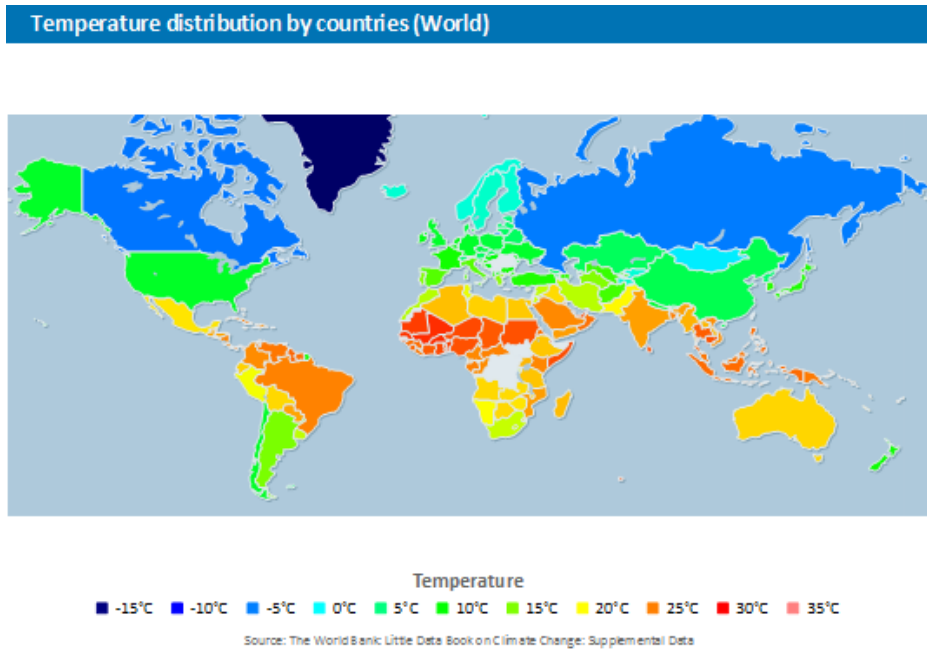 Temperature distribution by countries (World)
Temperature
-15°C -10°C -5°C 0°C 5°C 10°C 15°C 20°C 25°C 30°C 35°C
Source: The World Bank: Little Data Book on Climate Change: Supplemental Data